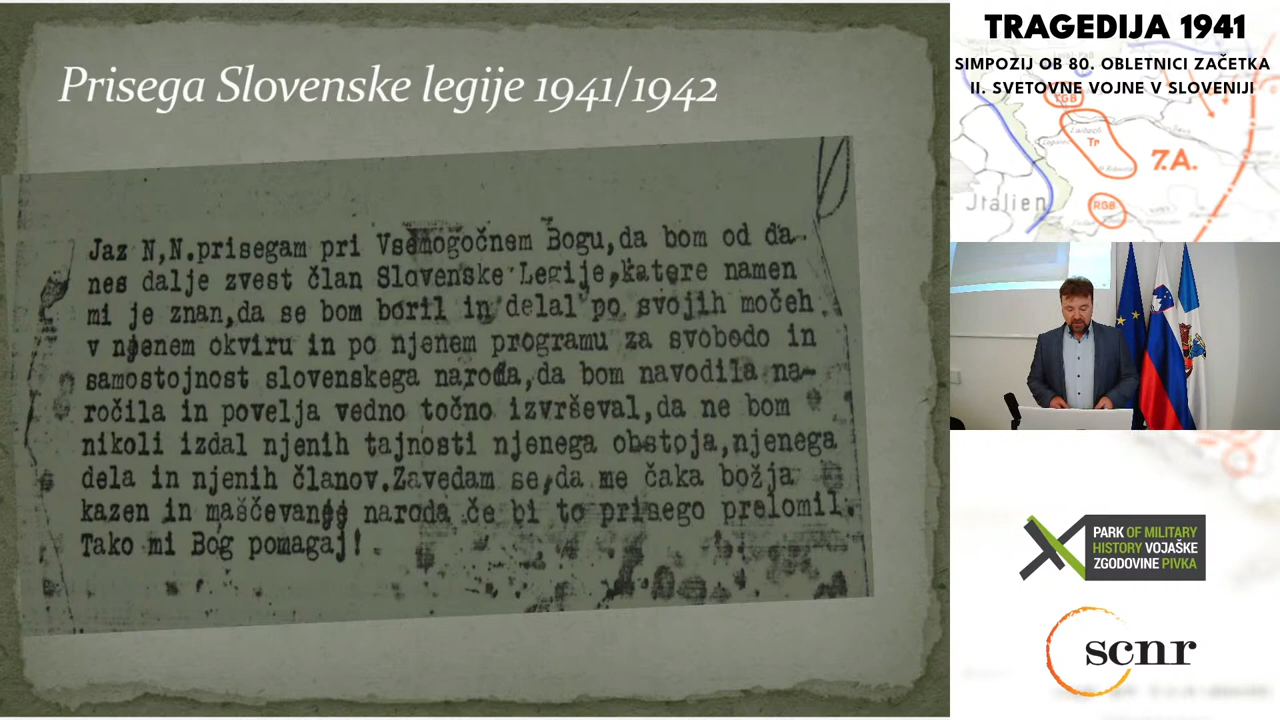 Prisega Slovenske legije 1941/1942
Jaz N,N.prisegam pri Vsemogočnem Bogu,da bom od da-
nes dalje zvest član Slovenske Legije,katere namen
mi je znan,da se bom boril in delal po svojih močeh
v njenem okviru in po njenem programu za svobodo in
samostojnost slovenskega naroda,da bom navodila na-
ročila in povelja vedno točno izvrševal,da ne bom
nikoli izdal njenih tajnosti njenega obstoja,njenega
dela in njenih članov.Zavedam se,da me čaka božja
kazen in maščevanje naroda če bi to prisego prelomil.
Tako mi Bog pomagaj!
TRAGEDIJA 1941
SIMPOZIJ OB 80. OBLETNICI ZAČETKA
II. SVETOVNE VOJNE V SLOVENIJI
TGB
Tr
7.A.
Jtalien
RGB
PARK OF MILITARY
HISTORY VOJAŠKE
ZGODOVINE PIVKA
scnr